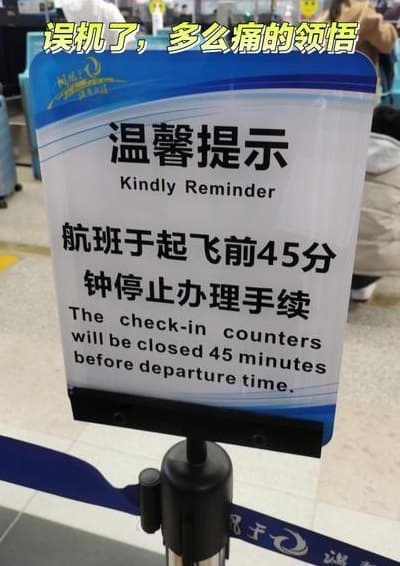 误机了，多么痛的领悟
温馨提示
Kindly Reminder
航班于起飞前45分
钟停止办理手续
The check-in counters
will be closed 45 minutes
before departure time.